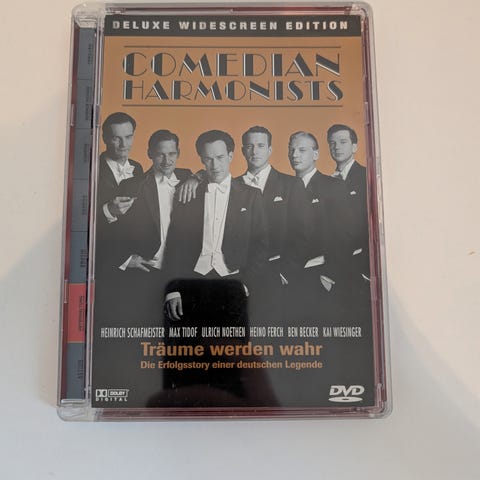 DELUXE WIDESCREEN EDITION
COMEDIAN
HARMONISTS
HEINRICH SCHAFMEISTER MAX TIDOF ULRICH NOETHEN HEINO FERCH BEN BECKER KAI WIESINGER
Träume werden wahr
Die Erfolgsstory einer deutschen Legende
DOLBY
DIGITAL
DVD